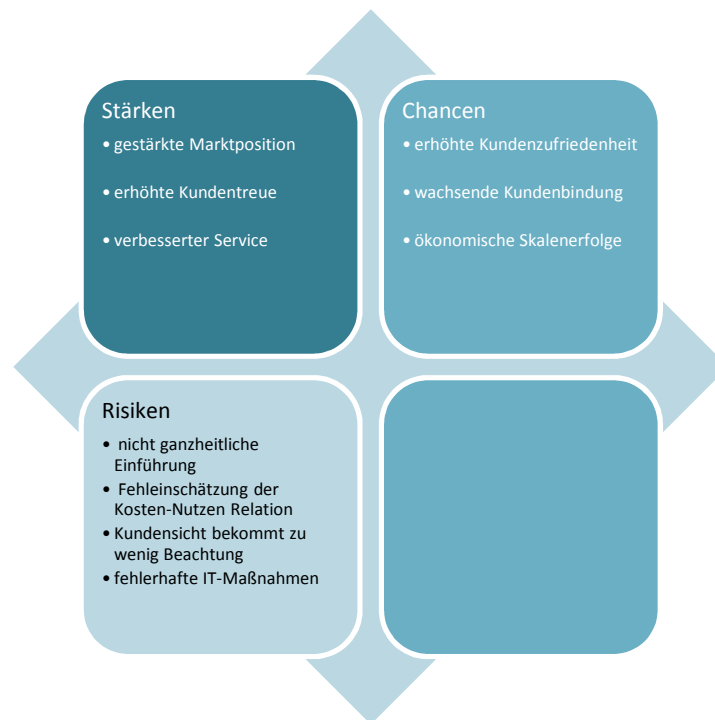 Stärken
• gestärkte Marktposition
• erhöhte Kundentreue
• verbesserter Service
Chancen
• erhöhte Kundenzufriedenheit
• wachsende Kundenbindung
• ökonomische Skalenerfolge
Risiken
• nicht ganzheitliche
Einführung
• Fehleinschätzung der
Kosten-Nutzen Relation
• Kundensicht bekommt zu
wenig Beachtung
• fehlerhafte IT-Maßnahmen